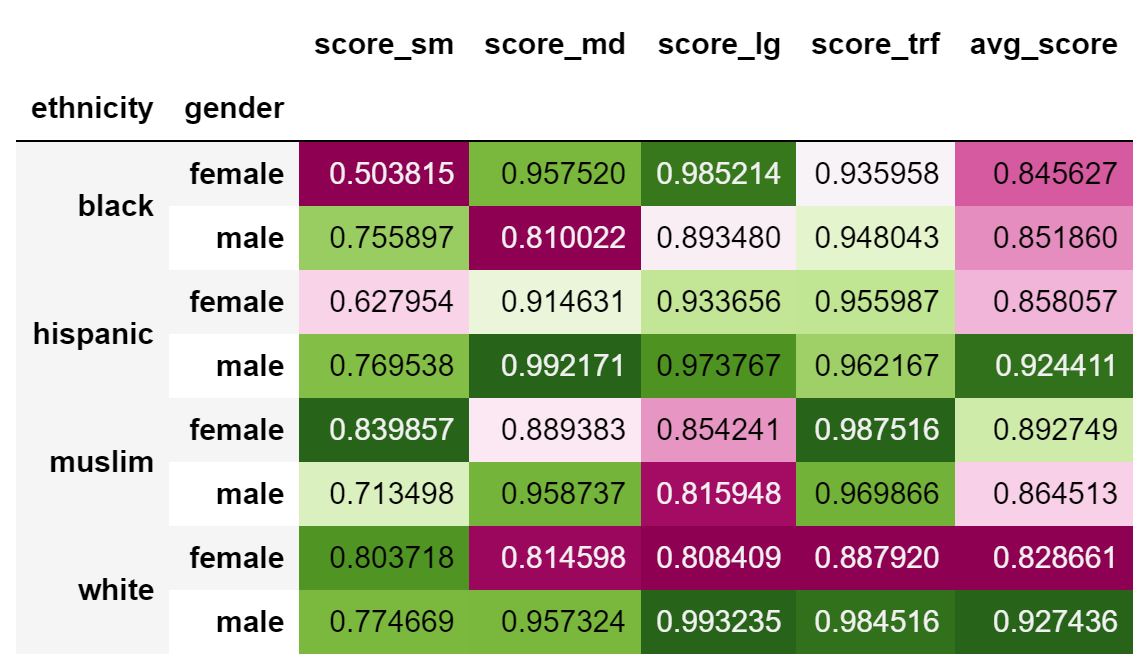 score_sm score_md score_lg score_trf avg_score
ethnicity gender
black female 0.503815 0.957520 0.985214 0.935958 0.845627
male 0.755897 0.810022 0.893480 0.948043 0.851860
hispanic female 0.627954 0.914631 0.933656 0.955987 0.858057
male 0.769538 0.992171 0.973767 0.962167 0.924411
muslim female 0.839857 0.889383 0.854241 0.987516 0.892749
male 0.713498 0.958737 0.815948 0.969866 0.864513
white female 0.803718 0.814598 0.808409 0.887920 0.828661
male 0.774669 0.957324 0.993235 0.984516 0.927436